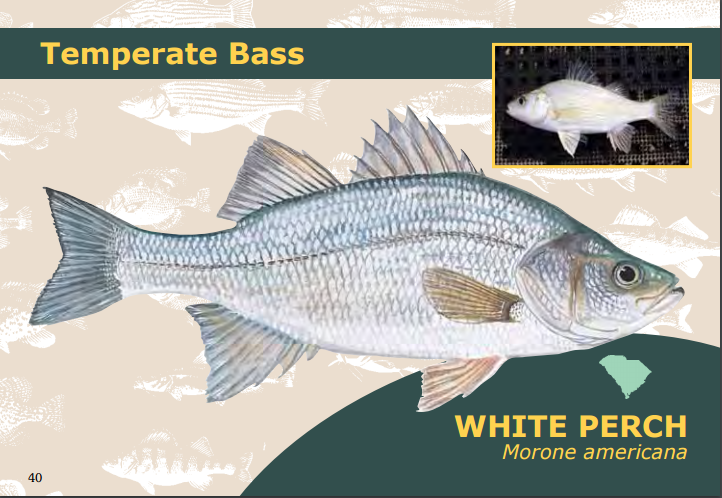 Temperate Bass
WHITE PERCH
Morone americana
40